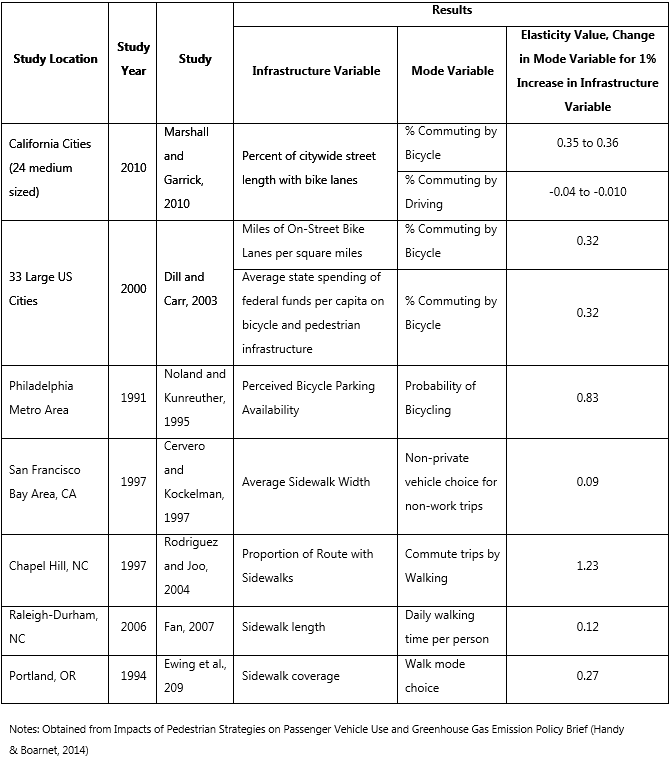 Results
Study Location
Study
Year
Study
Infrastructure Variable
Mode Variable
Elasticity Value, Change
in Mode Variable for 1%
Increase in Infrastructure
Variable
California Cities
(24 medium
sized)
2010
Marshall
and
Garrick,
2010
Percent of citywide street
length with bike lanes
% Commuting by
Bicycle
0.35 to 0.36
% Commuting by
Driving
-0.04 to -0.010
33 Large US
Cities
2000
Dill and
Carr, 2003
Miles of On-Street Bike
Lanes per square miles
% Commuting by
Bicycle
0.32
Average state spending of
federal funds per capita on
bicycle and pedestrian
infrastructure
% Commuting by
Bicycle
0.32
Philadelphia
Metro Area
1991
Noland and
Kunreuther,
1995
Perceived Bicycle Parking
Availability
Probability of
Bicycling
0.83
San Francisco
Bay Area, CA
1997
Cervero
and
Kockelman,
1997
Average Sidewalk Width
Non-private
vehicle choice for
non-work trips
0.09
Chapel Hill, NC
1997
Rodriguez
and Joo,
2004
Proportion of Route with
Sidewalks
Commute trips by
Walking
1.23
Raleigh-Durham,
NC
2006
Fan, 2007
Sidewalk length
Daily walking
time per person
0.12
Portland, OR
1994
Ewing et al.,
209
Sidewalk coverage
Walk mode
choice
0.27
Notes: Obtained from Impacts of Pedestrian Strategies on Passenger Vehicle Use and Greenhouse Gas Emission Policy Brief (Handy
& Boarnet, 2014)